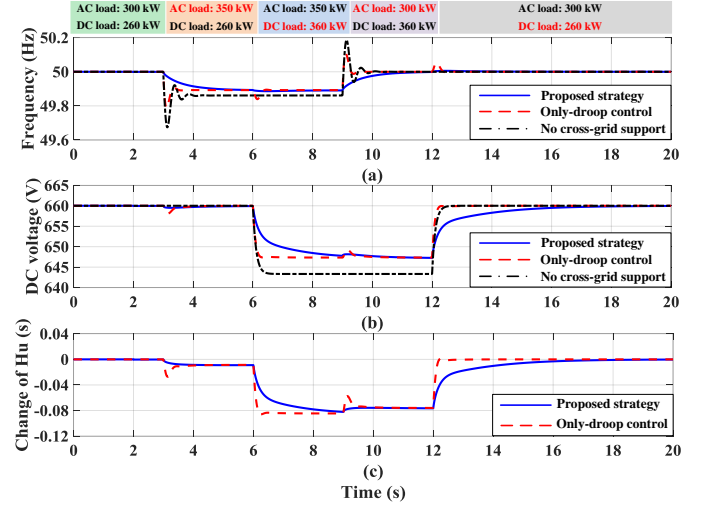 AC load: 300 kW AC load: 350 kW AC load: 350 kW AC load: 300 kW AC load: 300 kW
DC load: 260 kW DC load: 260 kW DC load: 360 kW DC load: 360 kW DC load: 260 kW
Frequency (Hz)
50.2
50
49.8
49.6
Proposed strategy
Only-droop control
No cross-grid support
0 2 4 6 8 10 12 14 16 18 20
(a)
DC voltage (V)
665
660
650
645
640
Proposed strategy
Only-droop control
No cross-grid support
0 2 4 6 8 10 12 14 16 18 20
(b)
Change of Hu (s)
0.04
0
-0.04
-0.08
-0.12
Proposed strategy
Only-droop control
0 2 4 6 8 10 12 14 16 18 20
(c)
Time (s)